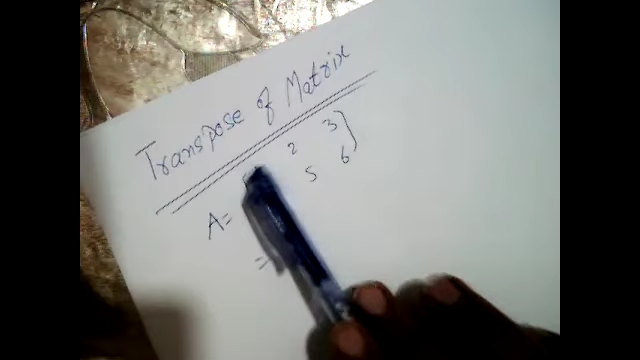 Transpose of Matrix
2 3
A= 5 6
=